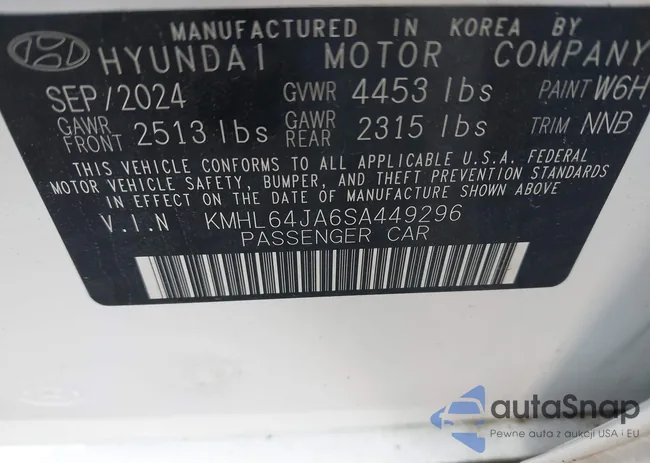 MANUFACTURED IN KOREA BY
HYUNDAI MOTOR COMPANY
SEP/2024 GVWR 4453 lbs PAINT W6H
GAWR FRONT 2513 lbs GAWR REAR 2315 lbs TRIM NNB
THIS VEHICLE CONFORMS TO ALL APPLICABLE U.S.A. FEDERAL
MOTOR VEHICLE SAFETY, BUMPER, AND THEFT PREVENTION STANDARDS
IN EFFECT ON THE DATE OF MANUFACTURE SHOWN ABOVE
V.I.N KMHL64JA6SA449296
PASSENGER CAR
autaSnap
Pewne auta z aukcji USA i EU